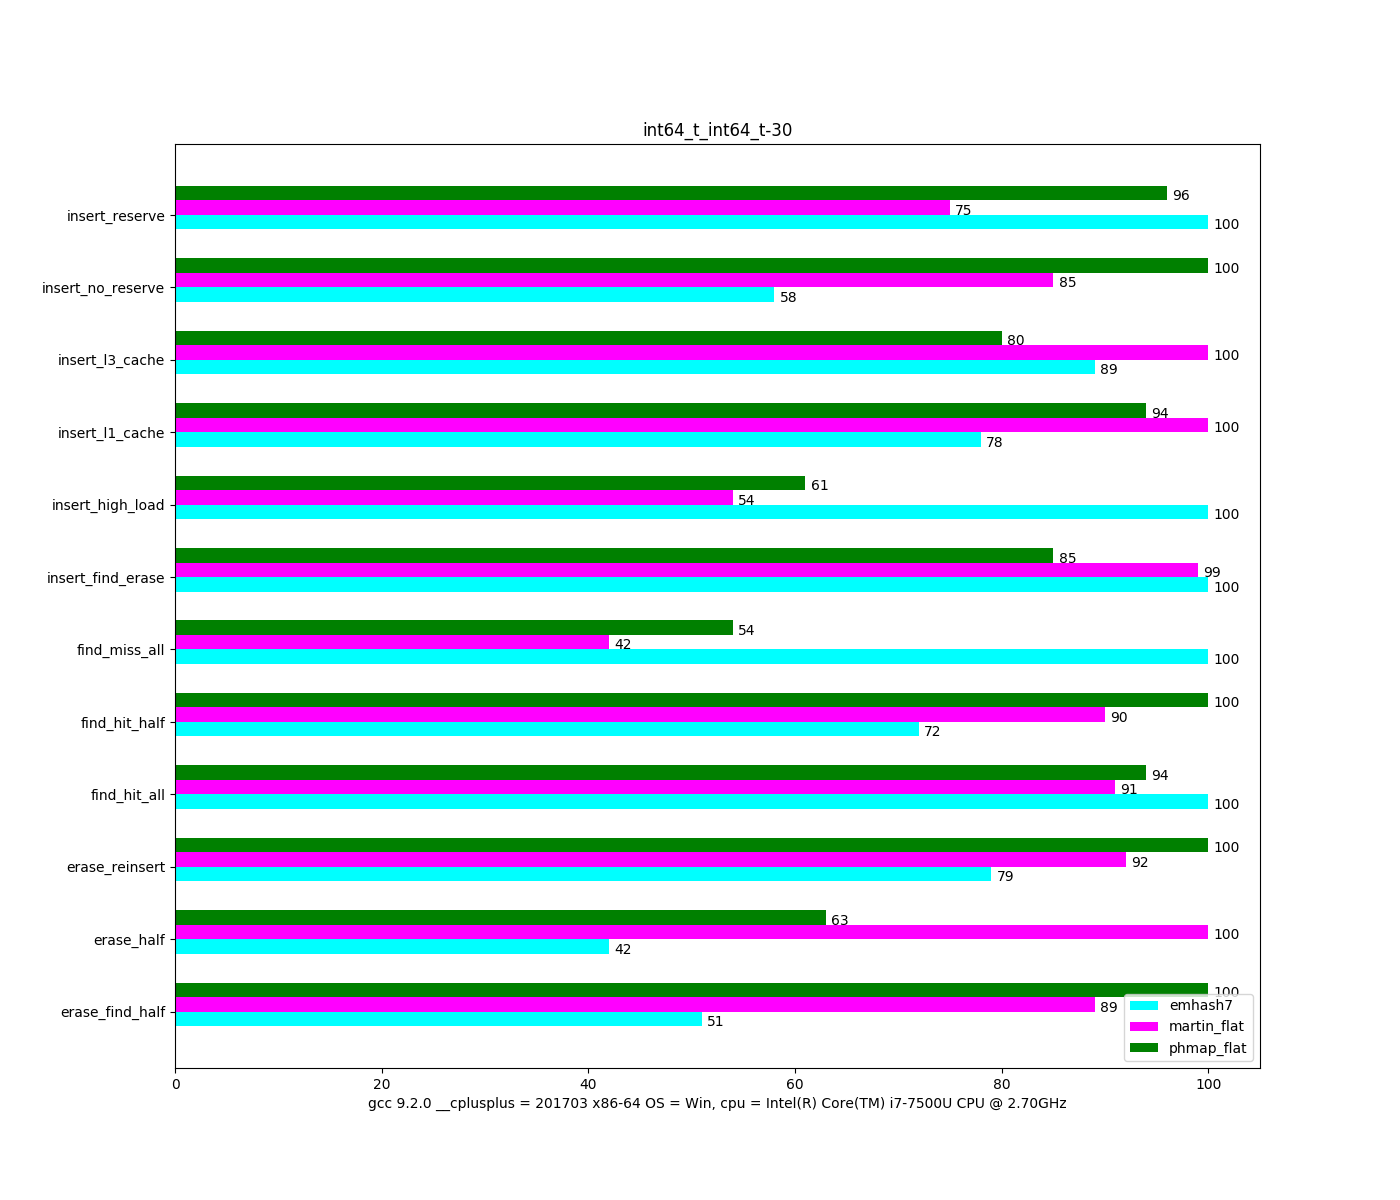 int64_t_int64_t-30
insert_reserve
96
75
100
insert_no_reserve
100
85
58
insert_l3_cache
80
100
89
insert_l1_cache
94
100
78
insert_high_load
61
54
100
insert_find_erase
85
99
100
find_miss_all
54
42
100
find_hit_half
100
90
72
find_hit_all
94
91
100
erase_reinsert
100
92
79
erase_half
63
100
42
erase_find_half
100
89
51
emhash7
martin_flat
phmap_flat
0 20 40 60 80 100
gcc 9.2.0 __cplusplus = 201703 x86-64 OS = Win, cpu = Intel(R) Core(TM) i7-7500U CPU @ 2.70GHz